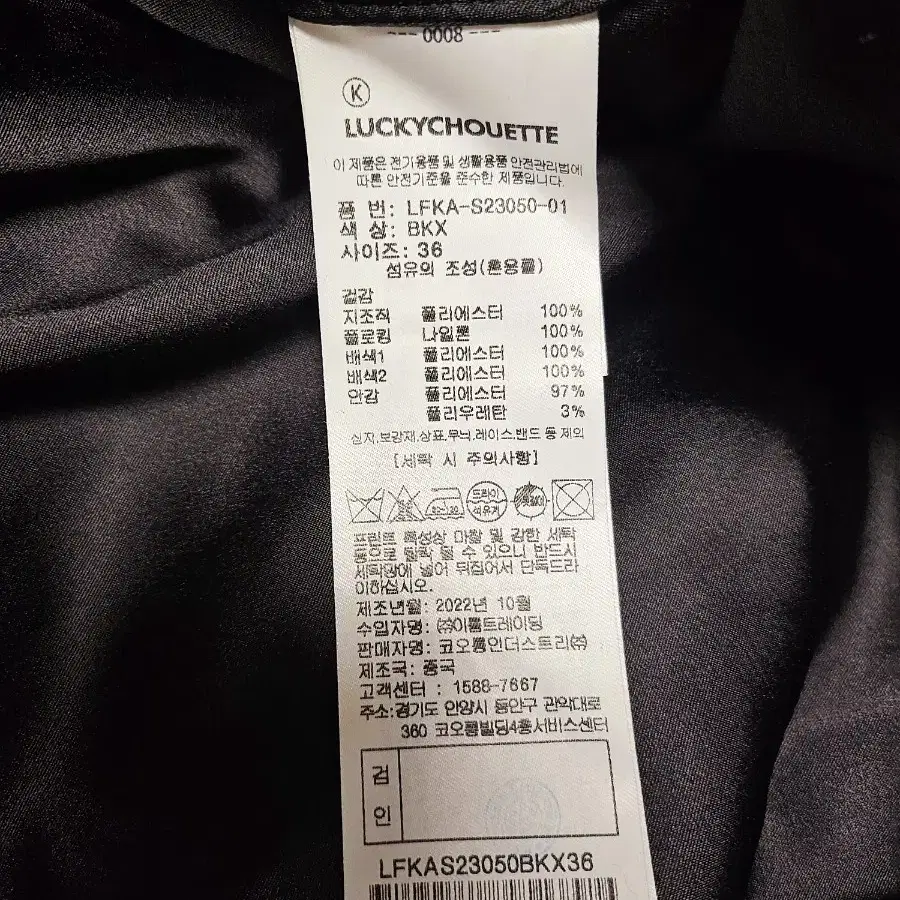 --- 0008 ---
K
LUCKYCHOUETTE
이 제품은 전기용품 및 생활용품 안전관리법에
따른 안전기준을 준수한 제품입니다.
품 번: LFKA-S23050-01
색 상: BKX
사이즈: 36
섬유의 조성(혼용률)
겉감
지조직 폴리에스터 100%
플로킹 나일론 100%
배색1 폴리에스터 100%
배색2 폴리에스터 100%
안감 폴리에스터 97%
폴리우레탄 3%
심지,보강재,상표,무늬,레이스,밴드 등 제외
[세탁 시 주의사항]
드라이
석유계
옷걸이
프린트 특성상 마찰 및 강한 세탁
등으로 탈락 될 수 있으니 반드시
세탁망에 넣어 뒤집어서 단독드라
이하십시오.
제조년월: 2022년 10월
수입자명: ㈜이룸트레이딩
판매자명: 코오롱인더스트리㈜
제조국: 중국
고객센터 : 1588-7667
주소:경기도 안양시 동안구 관악대로
360 코오롱빌딩4층서비스센터
검
인
LFKAS23050BKX36